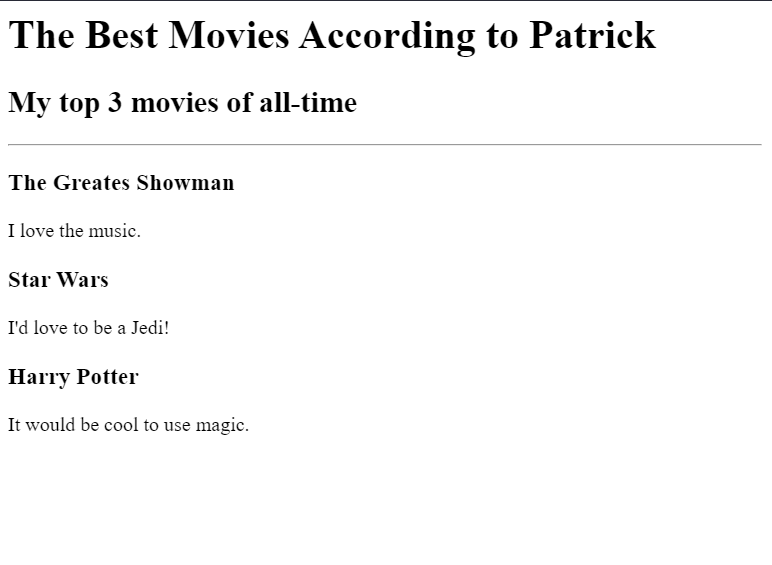 The Best Movies According to Patrick
My top 3 movies of all-time
The Greates Showman
I love the music.
Star Wars
I'd love to be a Jedi!
Harry Potter
It would be cool to use magic.